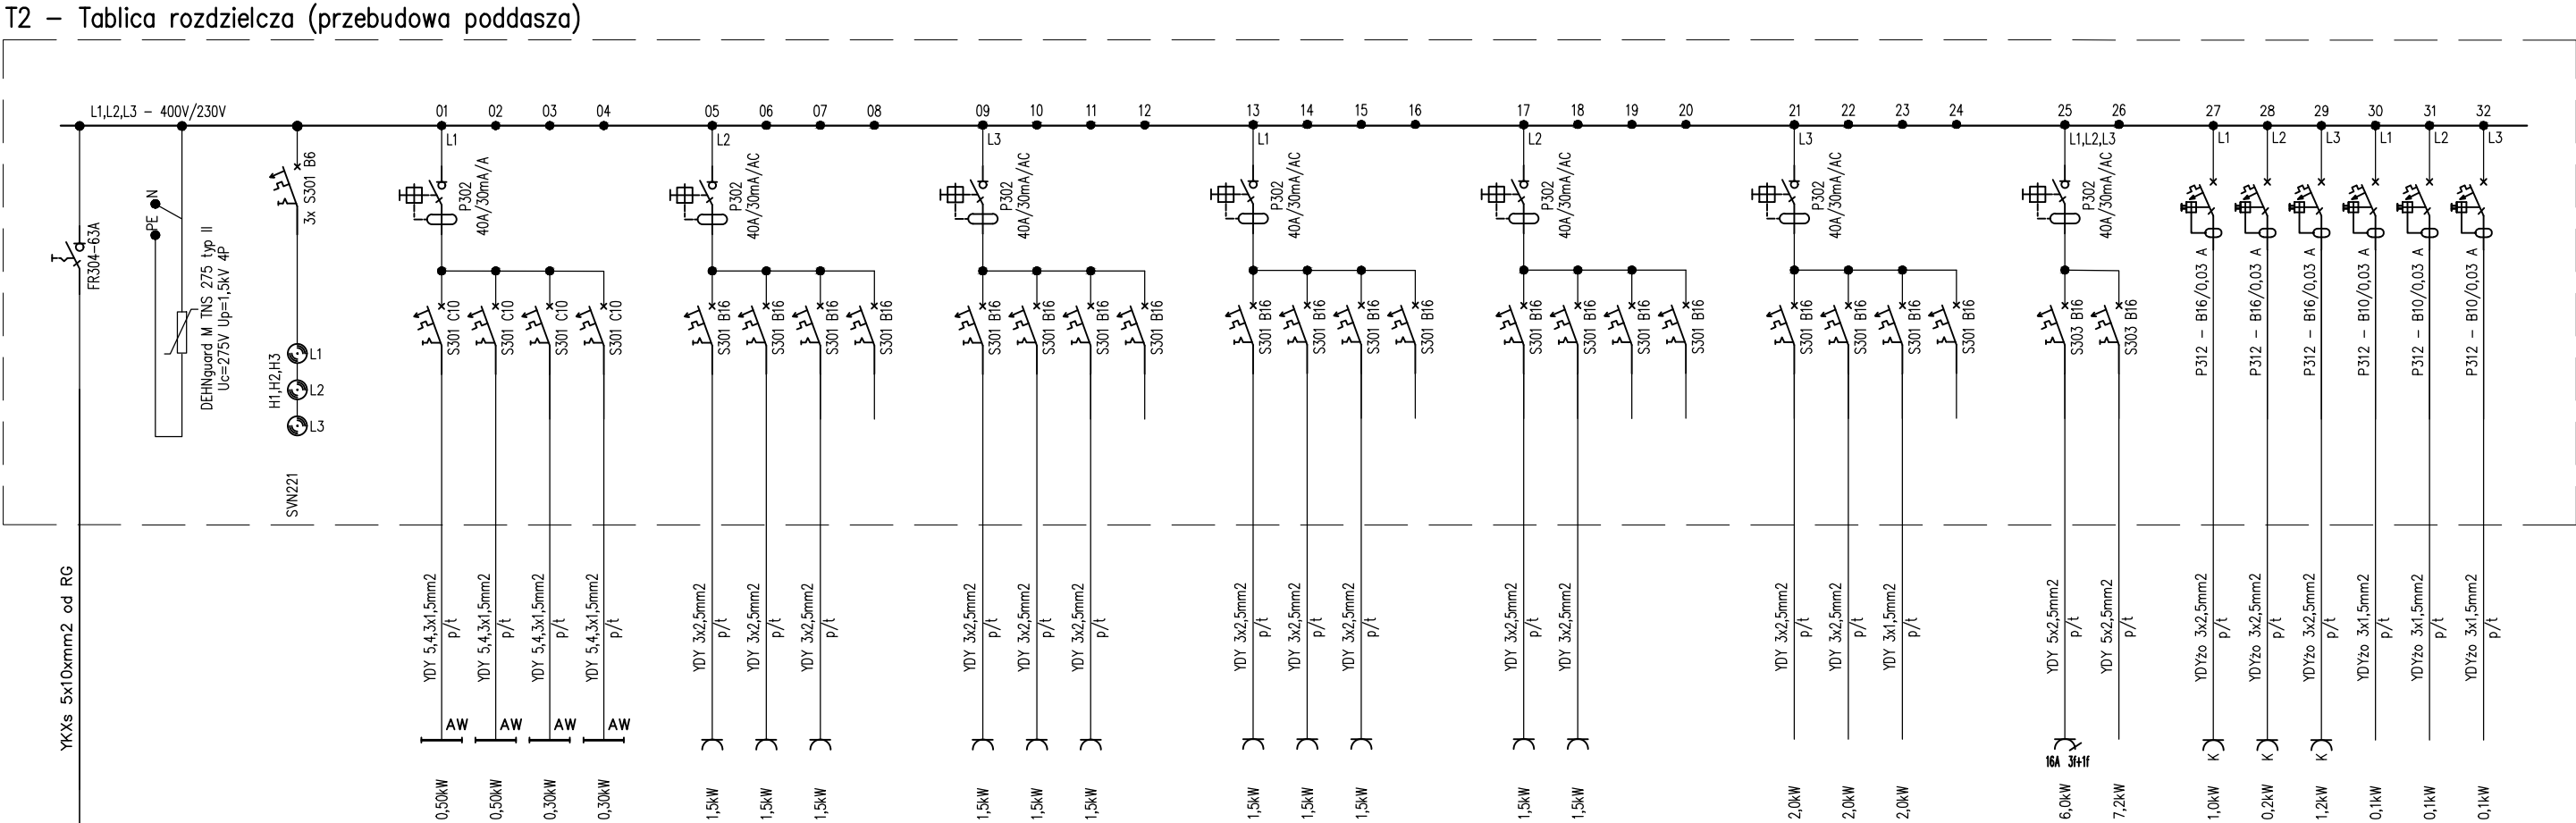 T2 – Tablica rozdzielcza (przebudowa poddasza)
L1,L2,L3 – 400V/230V
01 02 03 04 05 06 07 08 09 10 11 12 13 14 15 16 17 18 19 20 21 22 23 24 25 26 27 28 29 30 31 32
L1 L2 L3 L1 L2 L3 L1,L2,L3 L1 L2 L3 L1 L2 L3
FR304-63A
PE N
DEHNguard M TNS 275 typ II
Uc=275V Up=1,5kV 4P
3x S301 B6
H1,H2,H3
L1
L2
L3
SVN221
P302
40A/30mA/A
P302
40A/30mA/AC
P302
40A/30mA/AC
P302
40A/30mA/AC
P302
40A/30mA/AC
P302
40A/30mA/AC
P302
40A/30mA/AC
S301 C10 S301 C10 S301 C10 S301 C10
S301 B16 S301 B16 S301 B16 S301 B16
S301 B16 S301 B16 S301 B16 S301 B16
S301 B16 S301 B16 S301 B16 S301 B16
S301 B16 S301 B16 S301 B16 S301 B16
S301 B16 S301 B16 S301 B16 S301 B16
S303 B16 S303 B16
P312 – B16/0,03 A
P312 – B16/0,03 A
P312 – B16/0,03 A
P312 – B10/0,03 A
P312 – B10/0,03 A
P312 – B10/0,03 A
YKXs 5x10xmm2 od RG
YDY 5,4,3x1,5mm2
p/t
YDY 5,4,3x1,5mm2
p/t
YDY 5,4,3x1,5mm2
p/t
YDY 5,4,3x1,5mm2
p/t
YDY 3x2,5mm2
p/t
YDY 3x2,5mm2
p/t
YDY 3x2,5mm2
p/t
YDY 3x2,5mm2
p/t
YDY 3x2,5mm2
p/t
YDY 3x2,5mm2
p/t
YDY 3x2,5mm2
p/t
YDY 3x2,5mm2
p/t
YDY 3x2,5mm2
p/t
YDY 3x2,5mm2
p/t
YDY 3x2,5mm2
p/t
YDY 3x2,5mm2
p/t
YDY 3x2,5mm2
p/t
YDY 3x1,5mm2
p/t
YDY 5x2,5mm2
p/t
YDY 5x2,5mm2
p/t
YDYżo 3x2,5mm2
p/t
YDYżo 3x2,5mm2
p/t
YDYżo 3x2,5mm2
p/t
YDYżo 3x1,5mm2
p/t
YDYżo 3x1,5mm2
p/t
YDYżo 3x1,5mm2
p/t
AW AW AW AW
16A 3f+1f
K K K
0,50kW 0,50kW 0,30kW 0,30kW 1,5kW 1,5kW 1,5kW 1,5kW 1,5kW 1,5kW 1,5kW 1,5kW 1,5kW 1,5kW 1,5kW 2,0kW 2,0kW 2,0kW 6,0kW 7,2kW 1,0kW 0,2kW 1,2kW 0,1kW 0,1kW 0,1kW